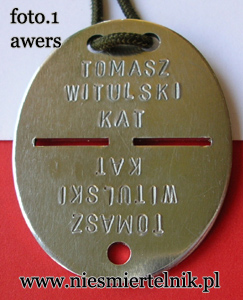 foto.1
awers
TOMASZ
WITULSKI
KAT
KAT
WITULSKI
TOMASZ
www.niesmiertelnik.pl